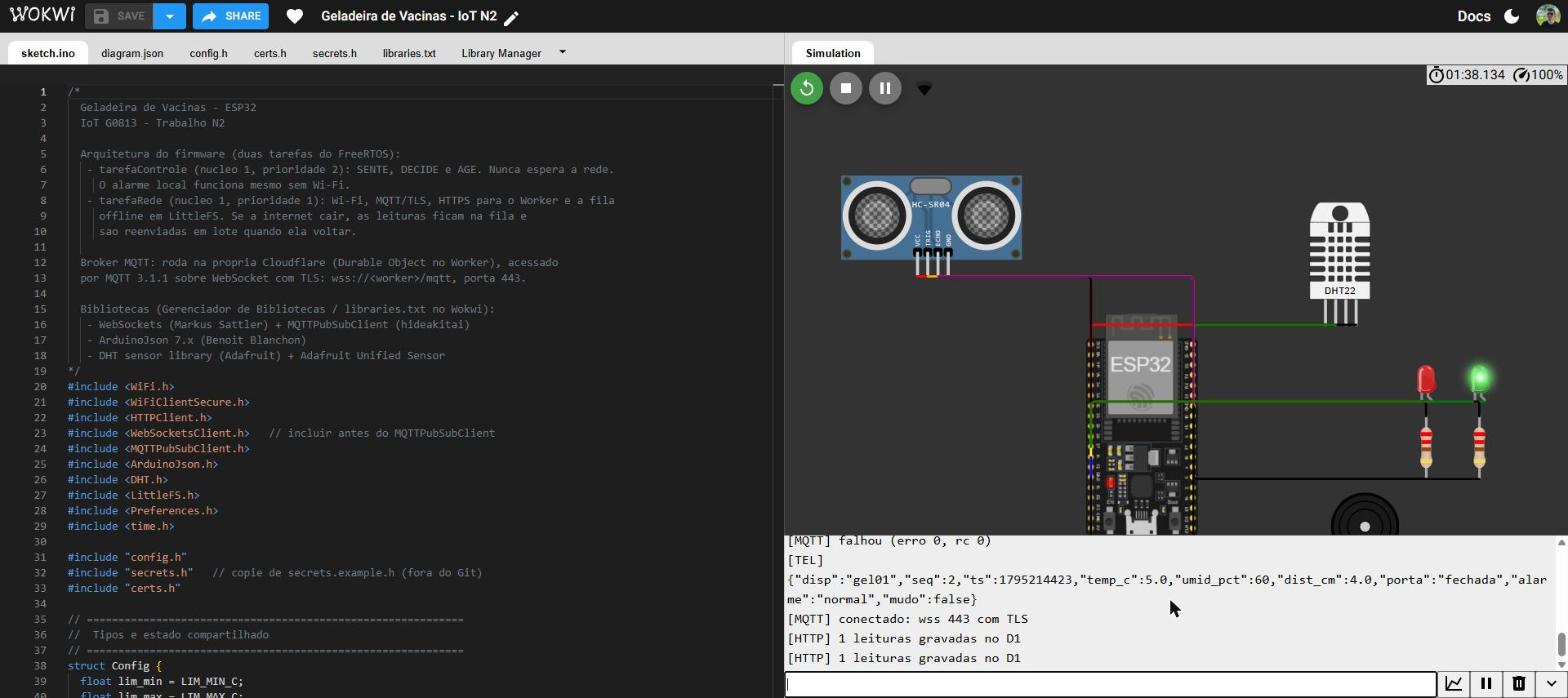 WOKWI
SAVE
SHARE
Geladeira de Vacinas - IoT N2
Docs
sketch.ino
diagram.json
config.h
certs.h
secrets.h
libraries.txt
Library Manager
Simulation
1 /*
2 Geladeira de Vacinas - ESP32
3 IoT G0813 - Trabalho N2
4
5 Arquitetura do firmware (duas tarefas do FreeRTOS):
6 - tarefaControle (nucleo 1, prioridade 2): SENTE, DECIDE e AGE. Nunca espera a rede.
7 O alarme local funciona mesmo sem Wi-Fi.
8 - tarefaRede (nucleo 1, prioridade 1): Wi-Fi, MQTT/TLS, HTTPS para o Worker e a fila
9 offline em LittleFS. Se a internet cair, as leituras ficam na fila e
10 sao reenviadas em lote quando ela voltar.
11
12 Broker MQTT: roda na propria Cloudflare (Durable Object no Worker), acessado
13 por MQTT 3.1.1 sobre WebSocket com TLS: wss://<worker>/mqtt, porta 443.
14
15 Bibliotecas (Gerenciador de Bibliotecas / libraries.txt no Wokwi):
16 - WebSockets (Markus Sattler) + MQTTPubSubClient (hideakitai)
17 - ArduinoJson 7.x (Benoit Blanchon)
18 - DHT sensor library (Adafruit) + Adafruit Unified Sensor
19 */
20 #include <WiFi.h>
21 #include <WiFiClientSecure.h>
22 #include <HTTPClient.h>
23 #include <WebSocketsClient.h> // incluir antes do MQTTPubSubClient
24 #include <MQTTPubSubClient.h>
25 #include <ArduinoJson.h>
26 #include <DHT.h>
27 #include <LittleFS.h>
28 #include <Preferences.h>
29 #include <time.h>
30
31 #include "config.h"
32 #include "secrets.h" // copie de secrets.example.h (fora do Git)
33 #include "certs.h"
34
35 // ============================================================
36 // Tipos e estado compartilhado
37 // ============================================================
38 struct Config {
39 float lim_min = LIM_MIN_C;
40 float lim_max = LIM_MAX_C;
01:38.134
100%
HC-SR04
VCC
TRIG
ECHO
GND
DHT22
ESP32
[MQTT] falhou (erro 0, rc 0)
[TEL]
{"disp":"gel01","seq":2,"ts":1795214423,"temp_c":5.0,"umid_pct":60,"dist_cm":4.0,"porta":"fechada","alar
me":"normal","mudo":false}
[MQTT] conectado: wss 443 com TLS
[HTTP] 1 leituras gravadas no D1
[HTTP] 1 leituras gravadas no D1